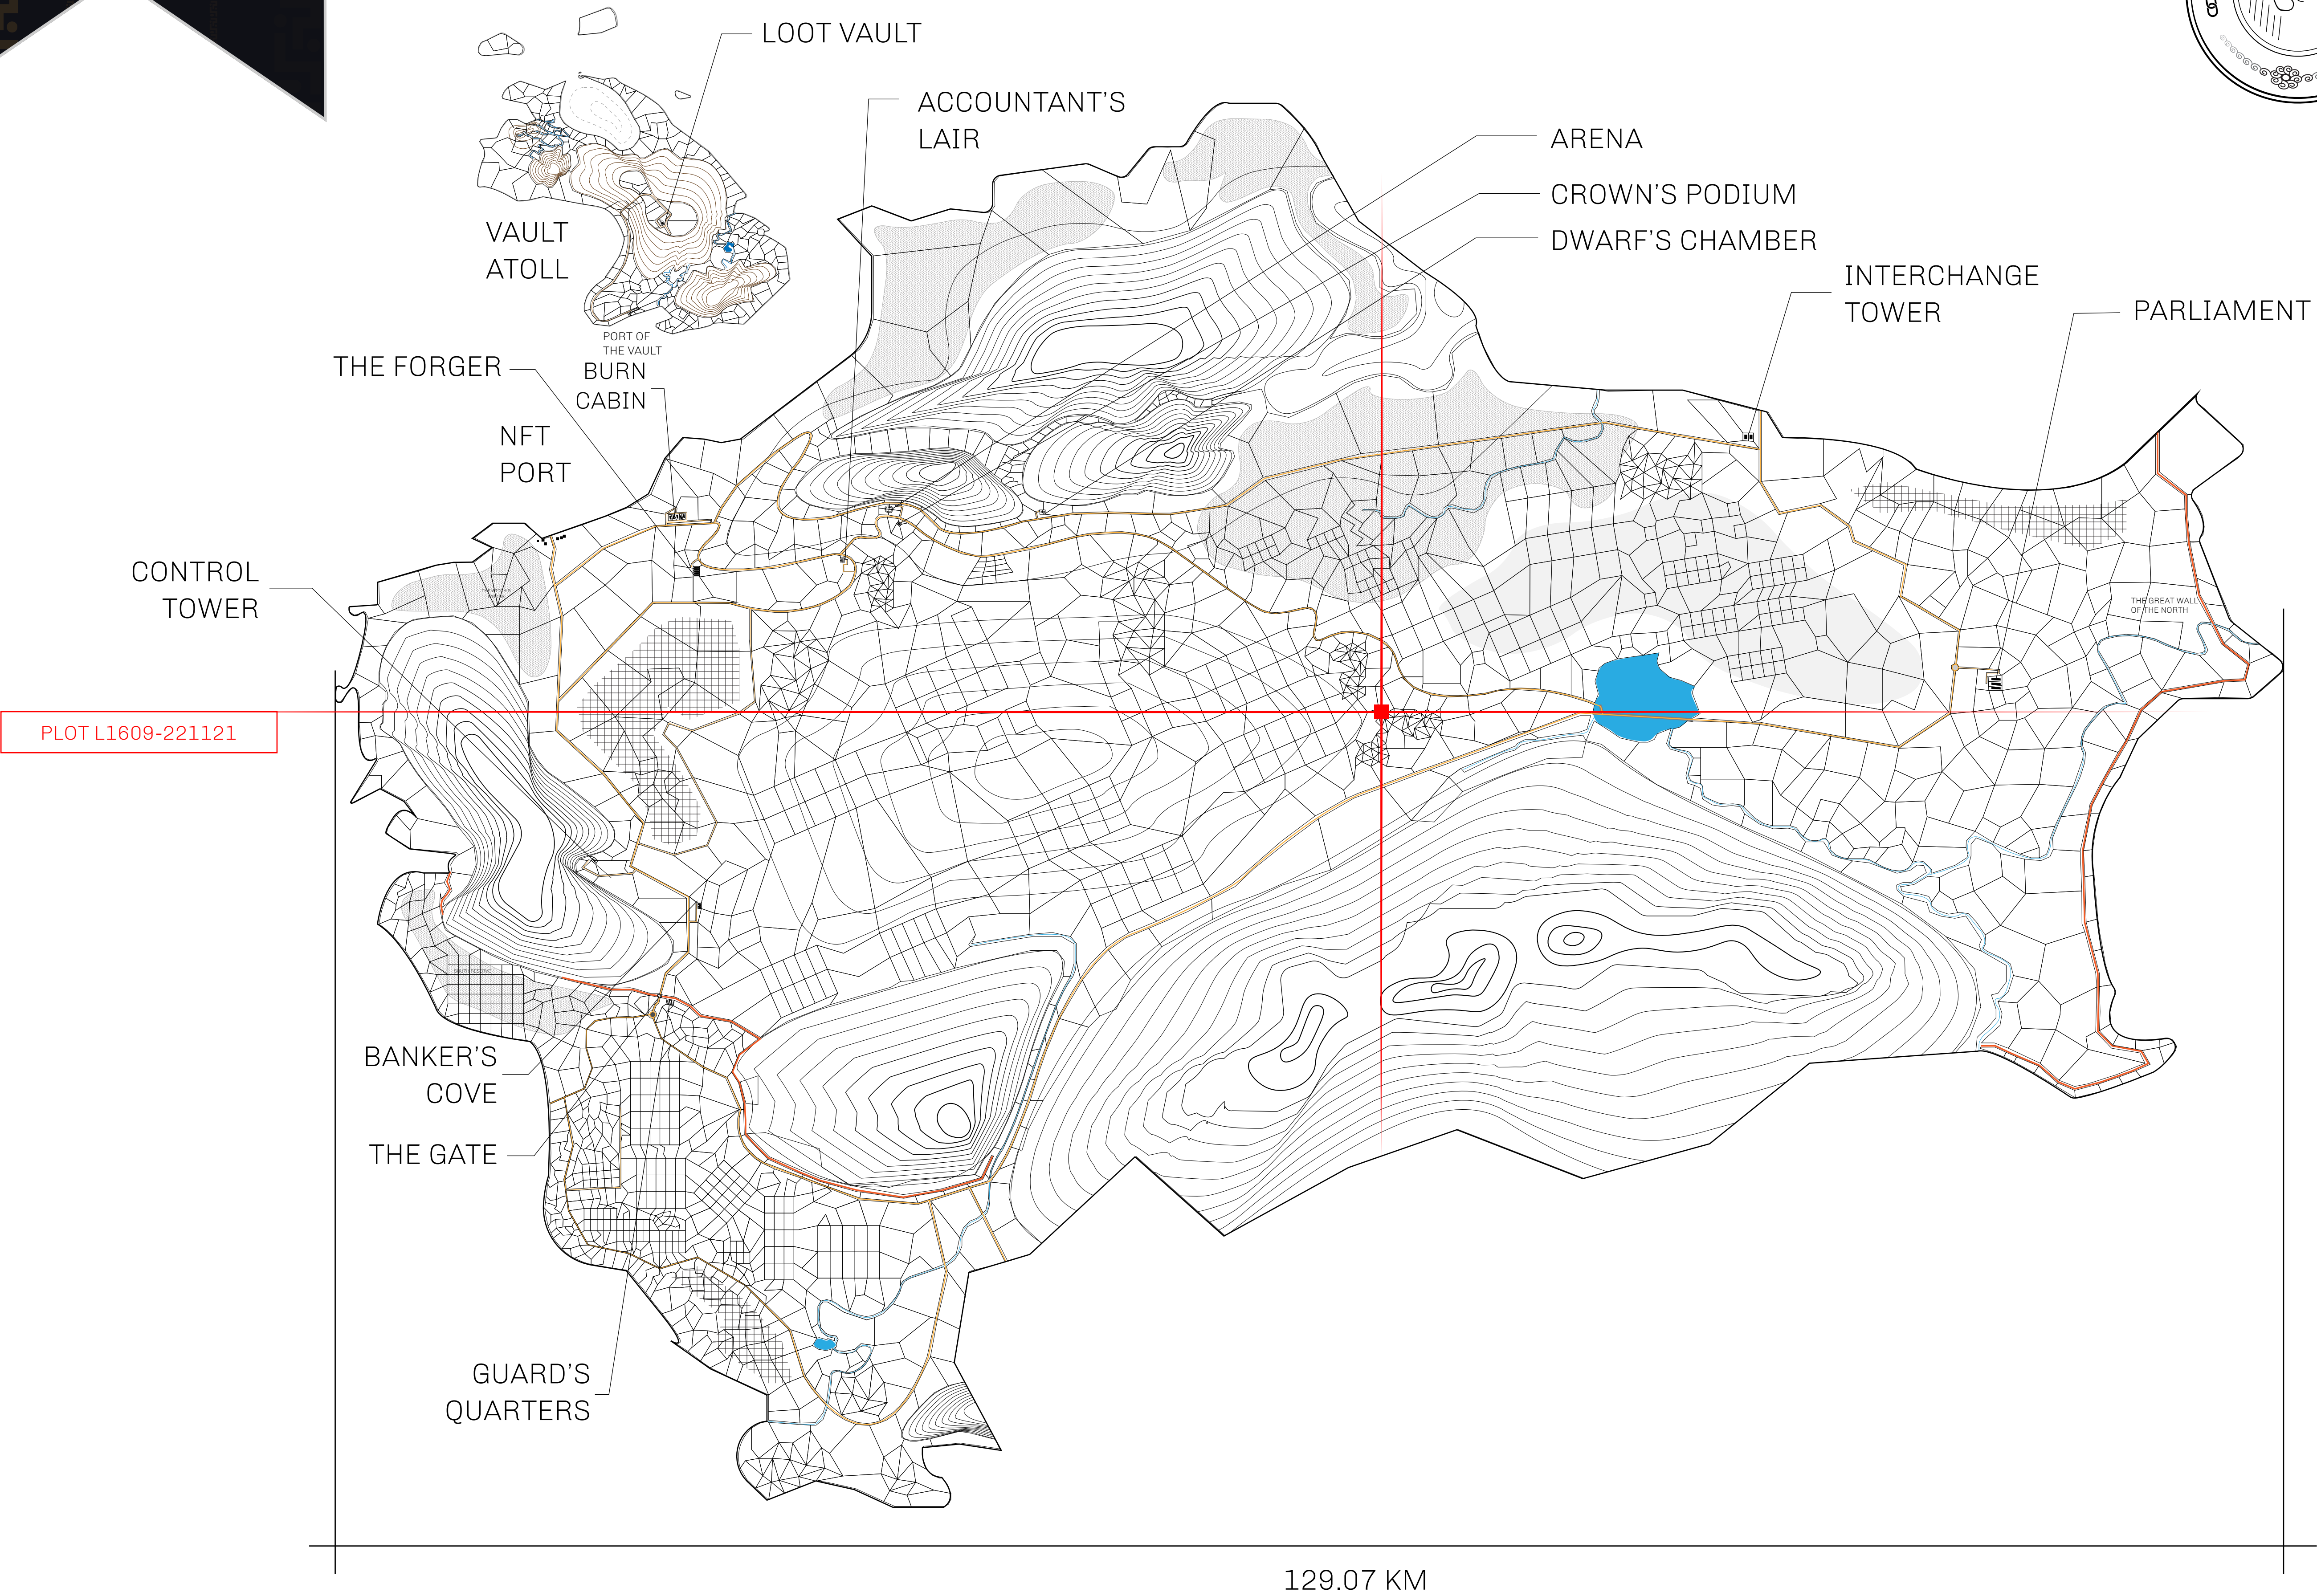 LOOT VAULT
ACCOUNTANT'S
LAIR
ARENA
CROWN'S PODIUM
DWARF'S CHAMBER
VAULT
ATOLL
INTERCHANGE
TOWER
PARLIAMENT
PORT OF
THE VAULT
THE FORGER
BURN
CABIN
NFT
PORT
CONTROL
TOWER
THE GREAT WALL
OF THE NORTH
PLOT L1609-221121
SOUTH RESERVE
BANKER'S
COVE
THE GATE
GUARD'S
QUARTERS
129.07 KM